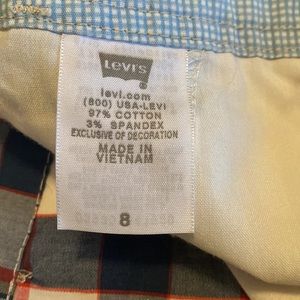 Levi's
levi.com
(800) USA-LEVI
97% COTTON
3% SPANDEX
EXCLUSIVE OF DECORATION
MADE IN
VIETNAM
8